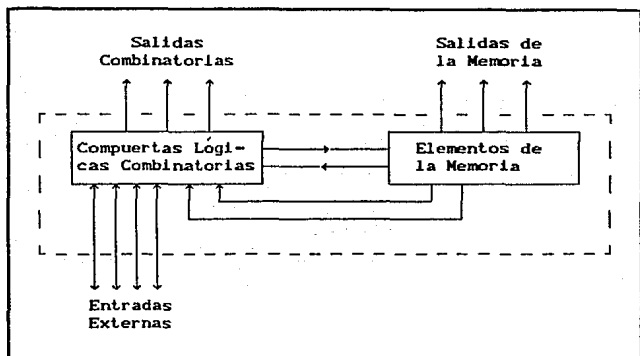 Salidas
Combinatorias
Salidas de
la Memoria
Compuertas Lógi-
cas Combinatorias
Elementos de
la Memoria
Entradas
Externas